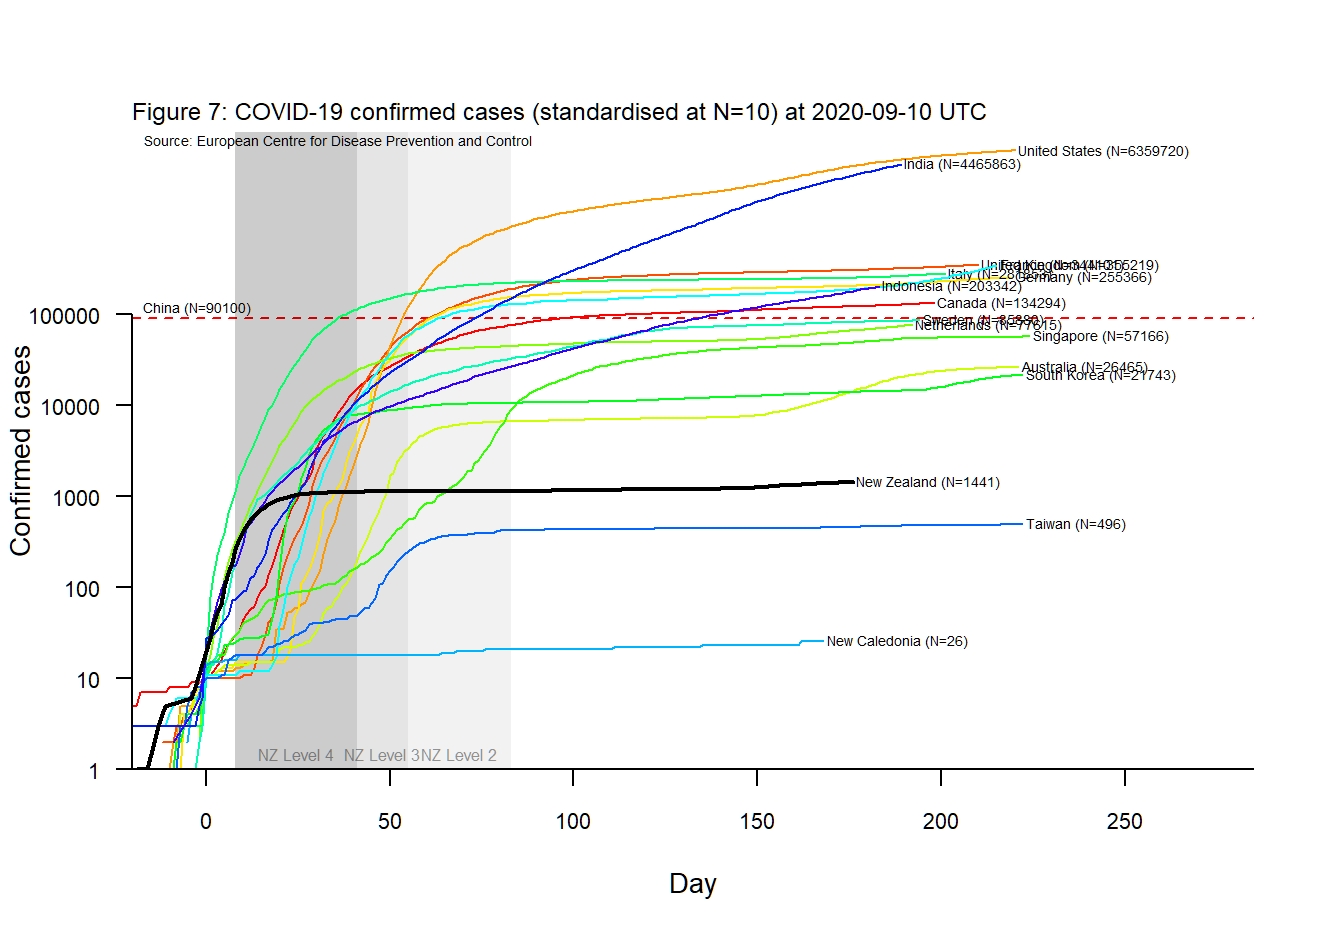 Figure 7: COVID-19 confirmed cases (standardised at N=10) at 2020-09-10 UTC
Source: European Centre for Disease Prevention and Control
United States (N=6359720)
India (N=4465863)
Germany (N=255366)
Indonesia (N=203342)
Canada (N=134294)
China (N=90100)
Netherlands (N=77615)
Singapore (N=57166)
Australia (N=26465)
South Korea (N=21743)
New Zealand (N=1441)
Taiwan (N=496)
New Caledonia (N=26)
NZ Level 4
NZ Level 3
NZ Level 2
Confirmed cases
100000
10000
1000
100
10
1
0
50
100
150
200
250
Day